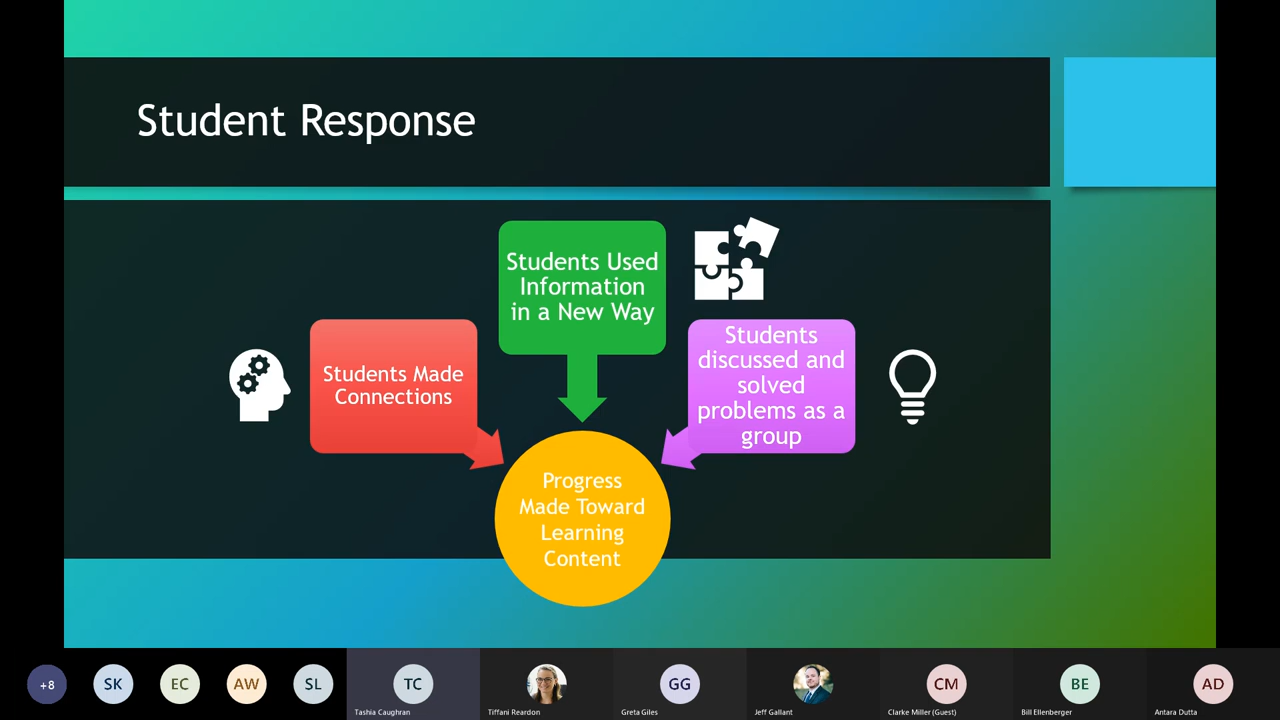 Student Response
Students Used
Information
in a New Way
Students Made
Connections
Students
discussed and
solved
problems as a
group
Progress
Made Toward
Learning
Content
+8
SK
EC
AW
SL
TC
Tashia Caughran
Tiffani Reardon
GG
Greta Giles
Jeff Gallant
CM
Clarke Miller (Guest)
BE
Bill Ellenberger
AD
Antara Dutta